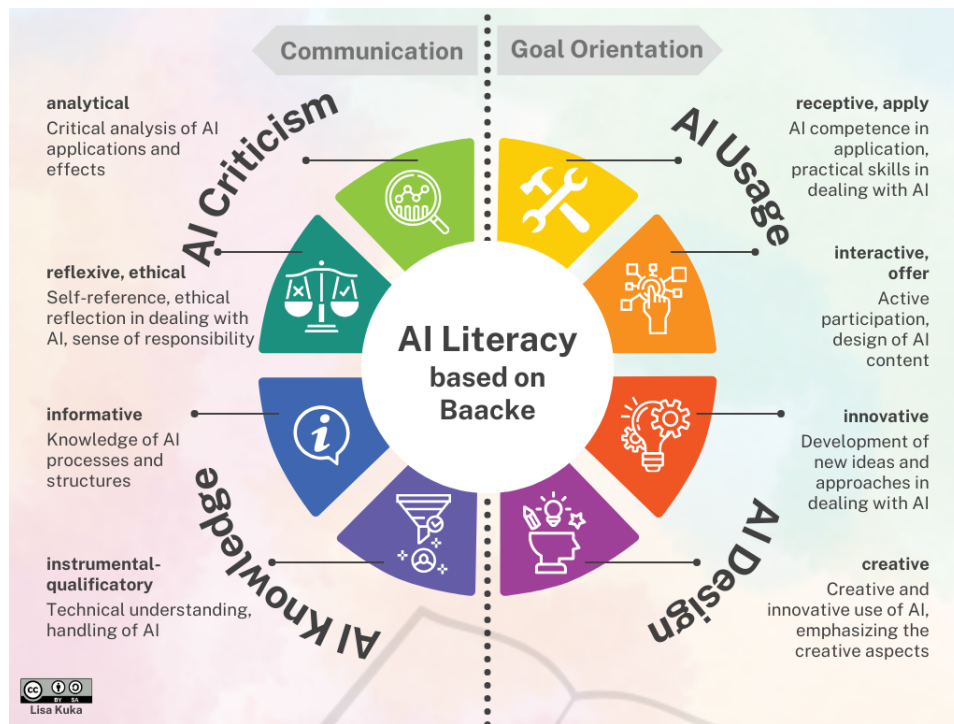 Communication
Goal Orientation
AI Criticism
analytical
Critical analysis of AI
applications and
effects
reflexive, ethical
Self-reference, ethical
reflection in dealing with
AI, sense of responsibility
AI Usage
receptive, apply
AI competence in
application,
practical skills in
dealing with AI
interactive,
offer
Active
participation,
design of AI
content
AI Literacy
based on
Baacke
AI Knowledge
informative
Knowledge of AI
processes and
structures
instrumental-
qualificatory
Technical understanding,
handling of AI
AI Design
innovative
Development of
new ideas and
approaches in
dealing with AI
creative
Creative and
innovative use of AI,
emphasizing the
creative aspects
i
cc
BY SA
Lisa Kuka